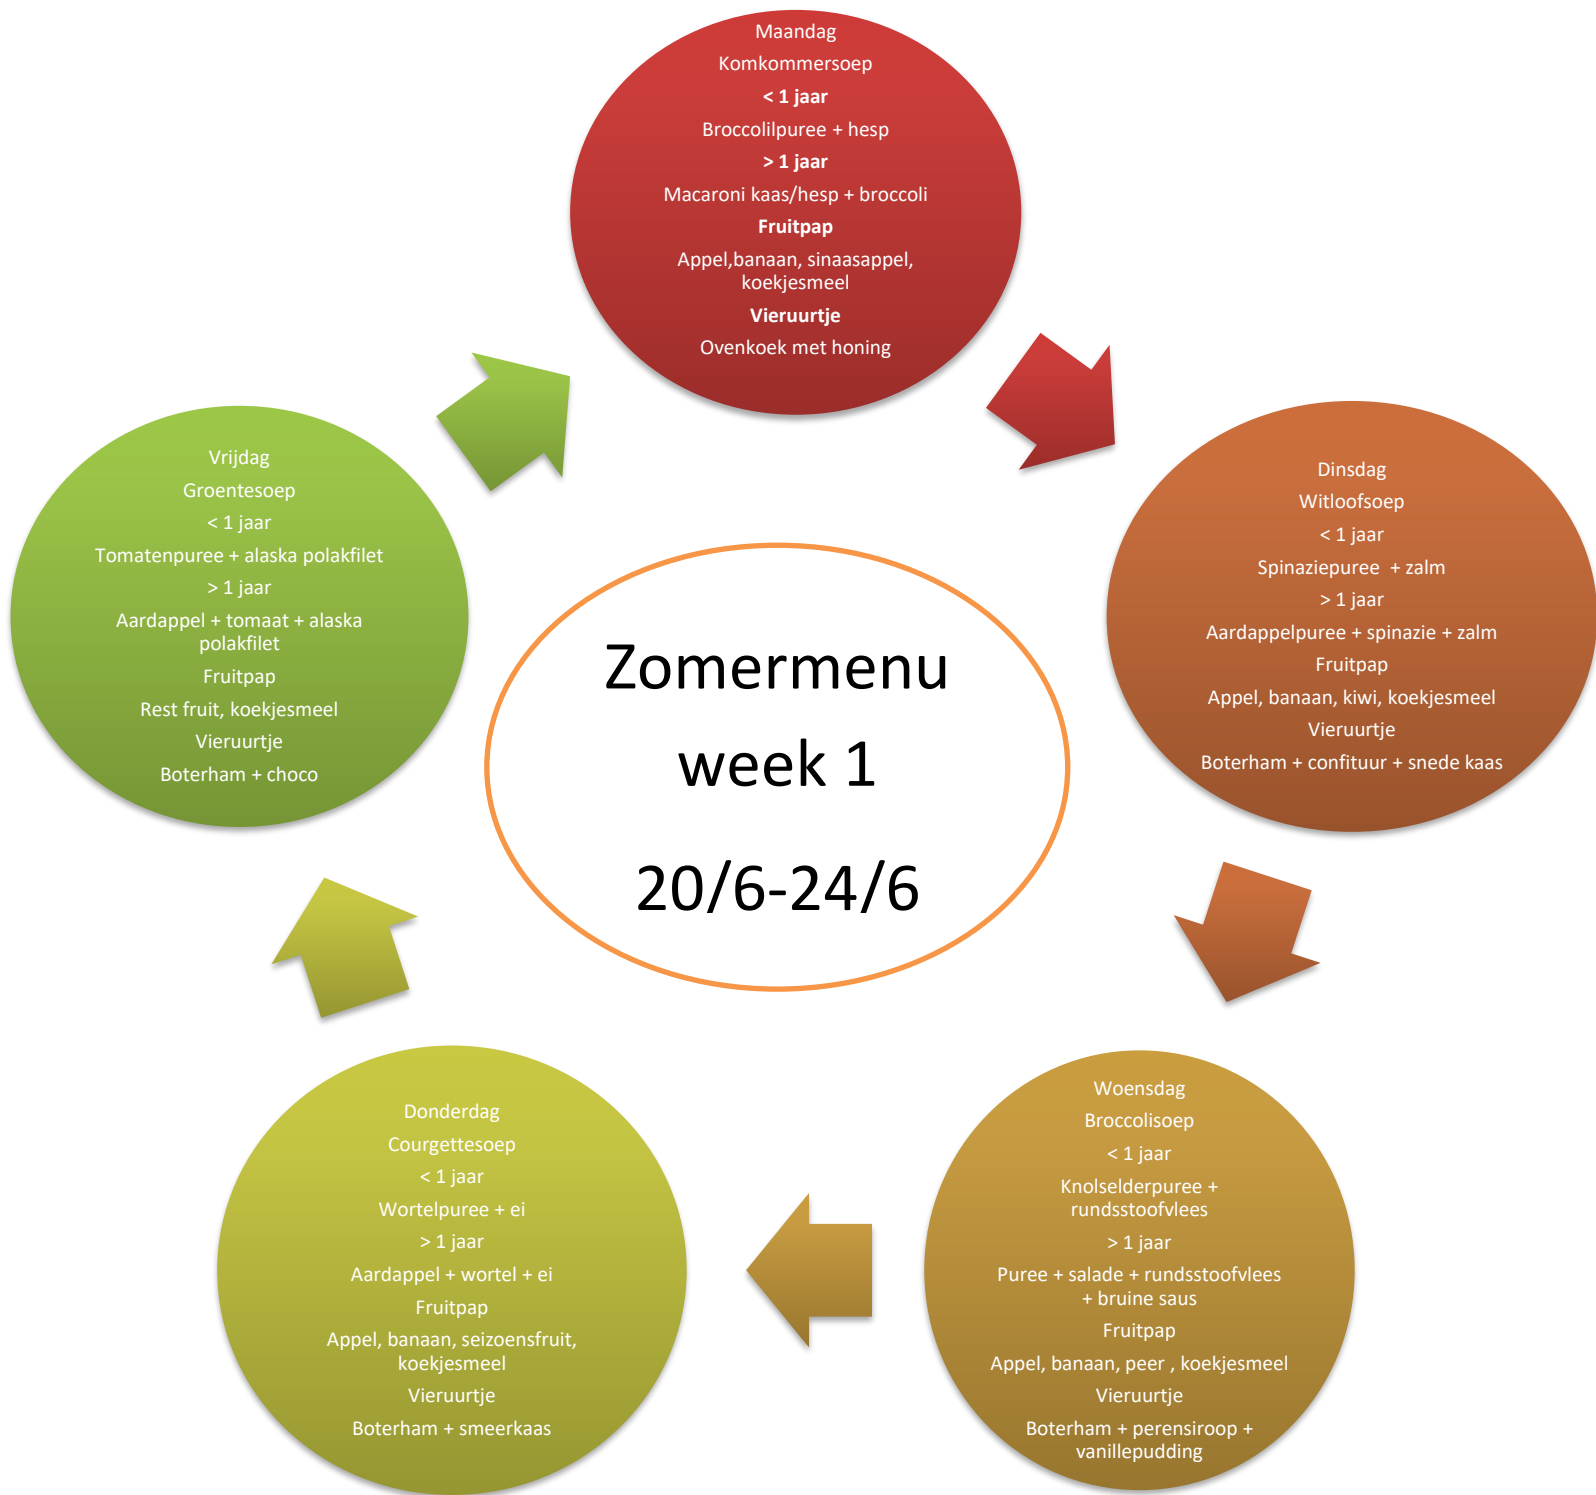 Maandag
Komkommersoep
< 1 jaar
Broccolilpuree + hesp
> 1 jaar
Macaroni kaas/hesp + broccoli
Fruitpap
Appel,banaan, sinaasappel,
koekjesmeel
Vieruurtje
Ovenkoek met honing
Dinsdag
Witloofsoep
< 1 jaar
Spinaziepuree + zalm
> 1 jaar
Aardappelpuree + spinazie + zalm
Fruitpap
Appel, banaan, kiwi, koekjesmeel
Vieruurtje
Boterham + confituur + snede kaas
Woensdag
Broccolisoep
< 1 jaar
Knolselderpuree +
rundsstoofvlees
> 1 jaar
Puree + salade + rundsstoofvlees
+ bruine saus
Fruitpap
Appel, banaan, peer , koekjesmeel
Vieruurtje
Boterham + perensiroop +
vanillepudding
Donderdag
Courgettesoep
< 1 jaar
Wortelpuree + ei
> 1 jaar
Aardappel + wortel + ei
Fruitpap
Appel, banaan, seizoensfruit,
koekjesmeel
Vieruurtje
Boterham + smeerkaas
Vrijdag
Groentesoep
< 1 jaar
Tomatenpuree + alaska polakfilet
> 1 jaar
Aardappel + tomaat + alaska
polakfilet
Fruitpap
Rest fruit, koekjesmeel
Vieruurtje
Boterham + choco
Zomermenu
week 1
20/6-24/6